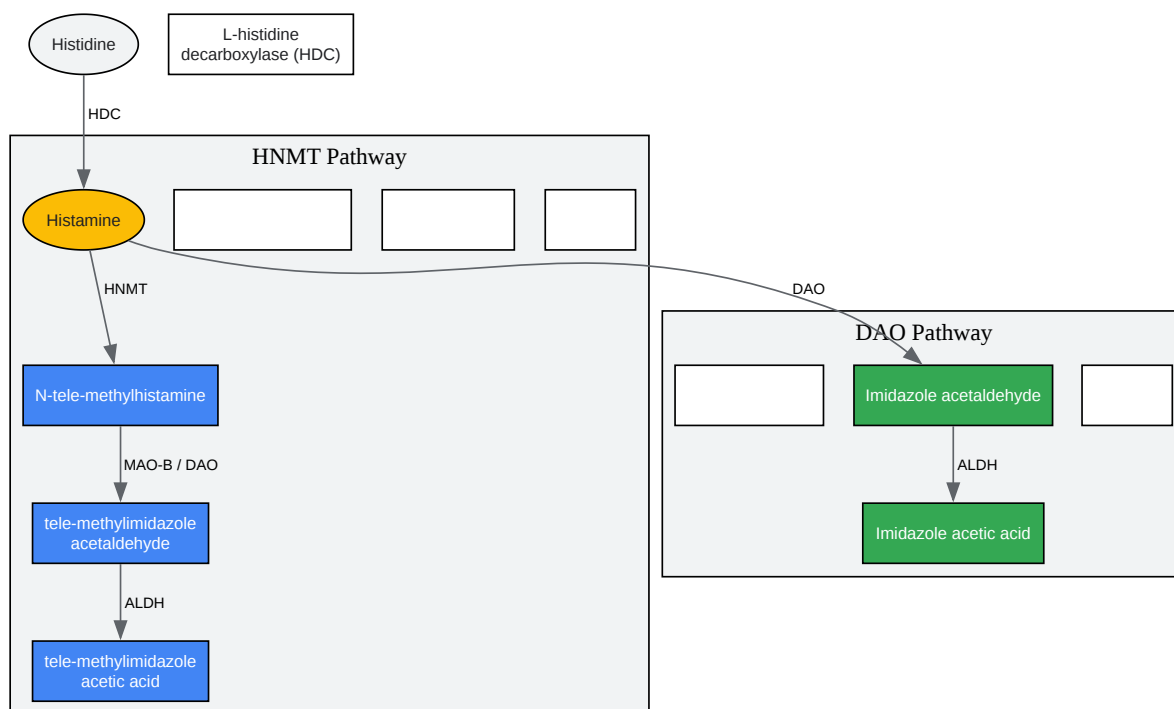 Histidine
L-histidine
decarboxylase (HDC)
HDC
HNMT Pathway
Histamine
HNMT
DAO
DAO Pathway
N-tele-methylhistamine
Imidazole acetaldehyde
MAO-B / DAO
ALDH
tele-methylimidazole
acetaldehyde
Imidazole acetic acid
ALDH
tele-methylimidazole
acetic acid